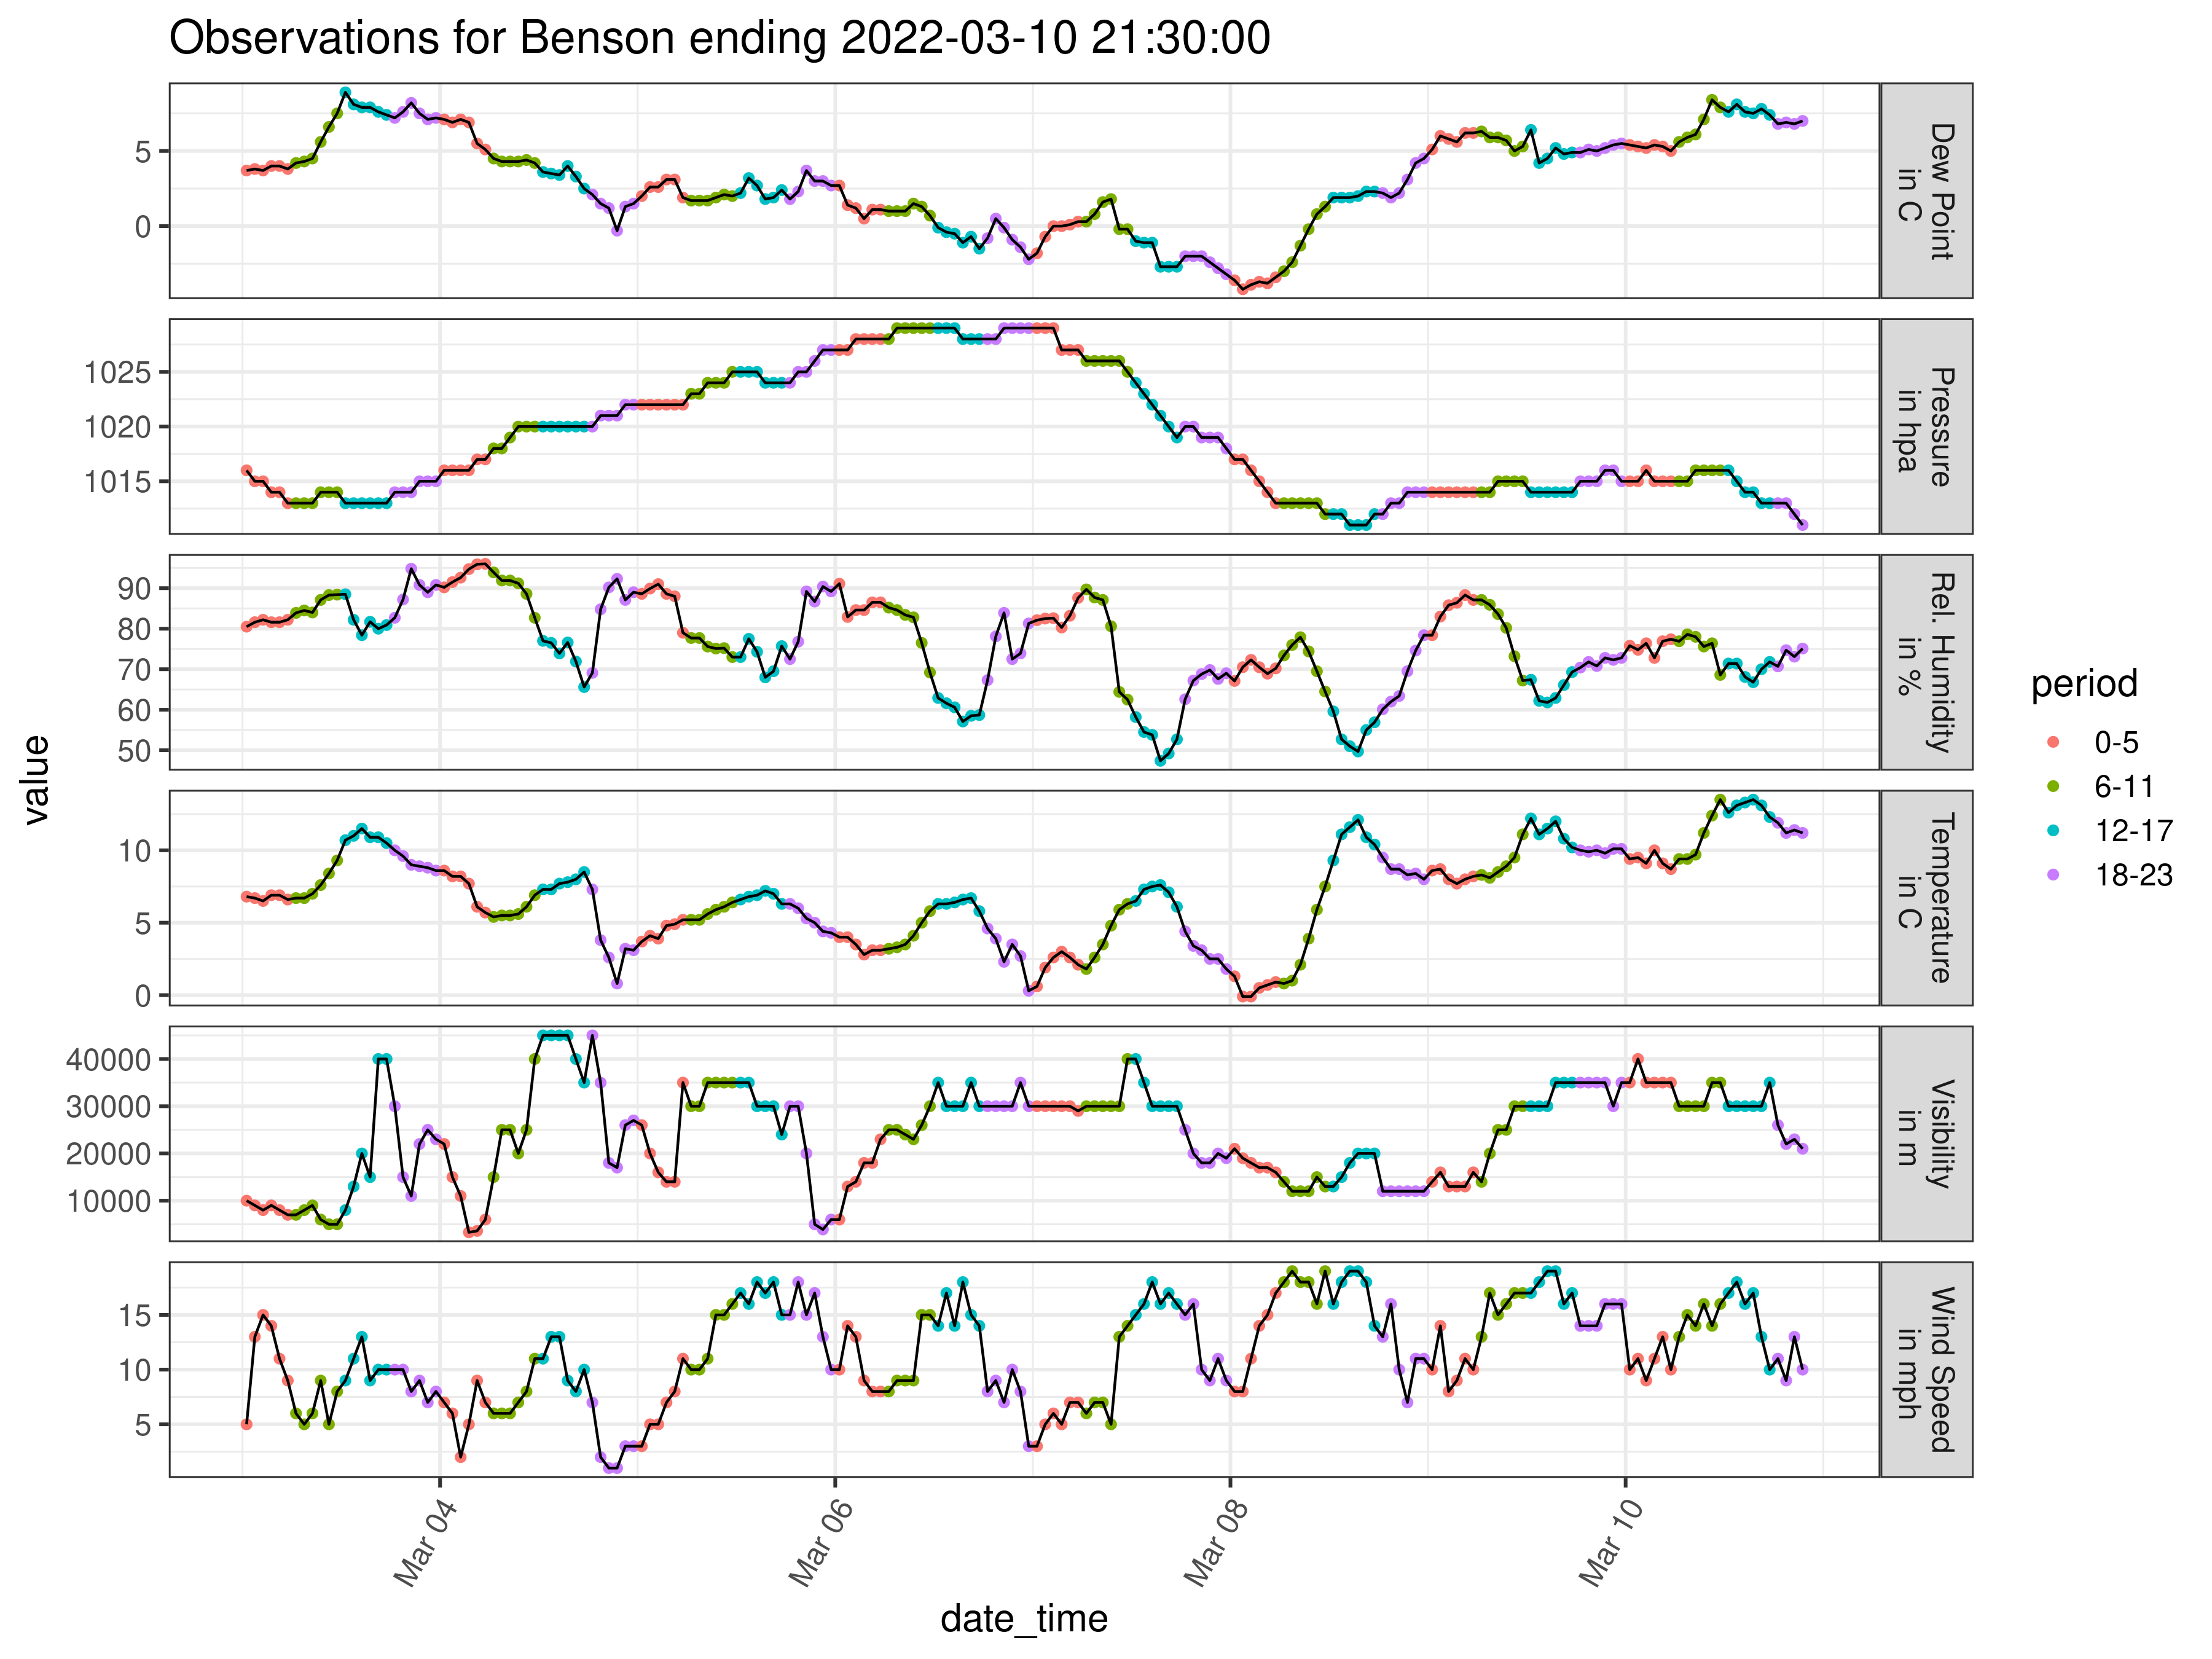 Observations for Benson ending 2022-03-10 21:30:00
value
5
0
Dew Point
in C
1025
1020
1015
Pressure
in hpa
90
80
70
60
50
Rel. Humidity
in %
10
5
0
Temperature
in C
40000
30000
20000
10000
Visibility
in m
15
10
5
Wind Speed
in mph
Mar 04
Mar 06
Mar 08
Mar 10
date_time
period
0-5
6-11
12-17
18-23